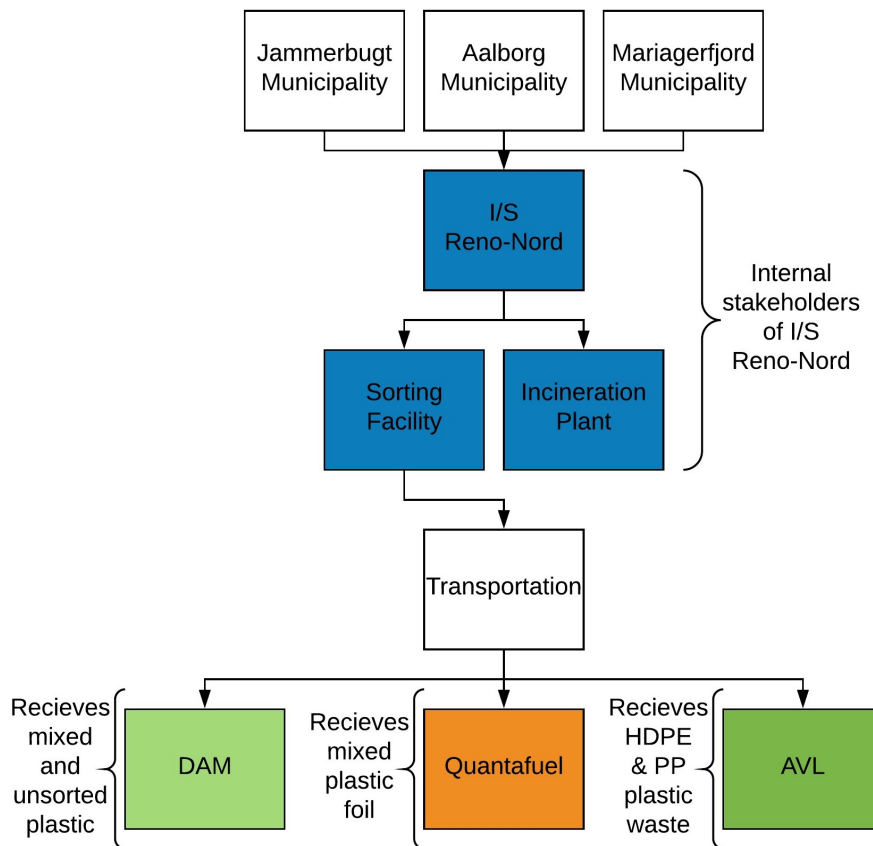 Jammerbugt
Municipality
Aalborg
Municipality
Mariagerfjord
Municipality
I/S
Reno-Nord
Internal
stakeholders
of I/S
Reno-Nord
Sorting
Facility
Incineration
Plant
Transportation
Recieves
mixed
and
unsorted
plastic
DAM
Recieves
mixed
plastic
foil
Quantafuel
Recieves
HDPE
& PP
plastic
waste
AVL